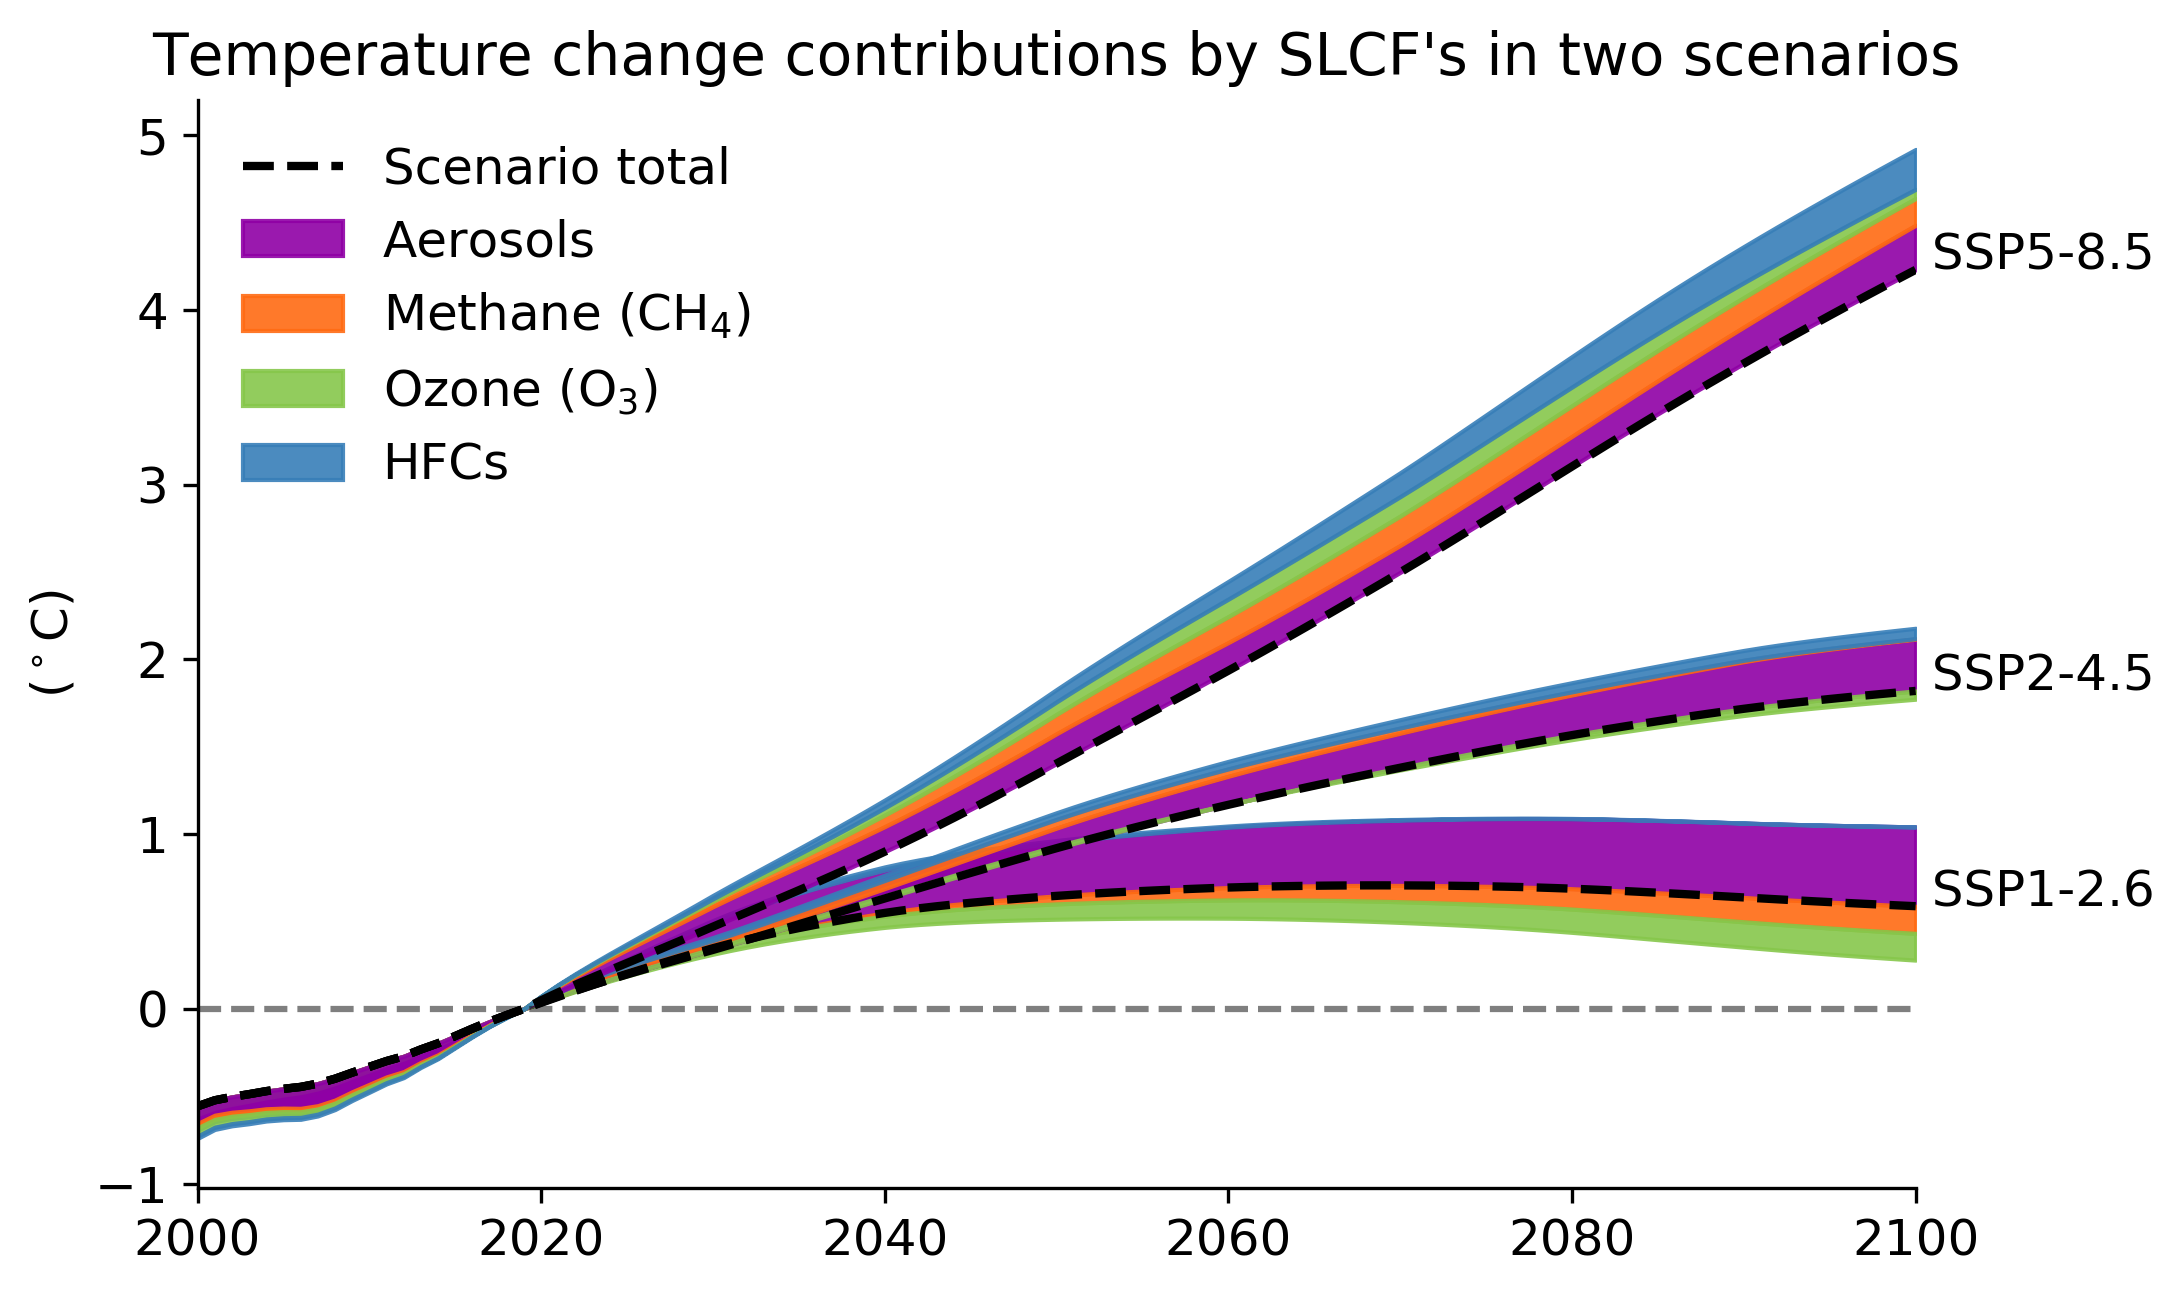 Temperature change contributions by SLCF's in two scenarios
5
4
3
2
1
0
−1
(°C)
Scenario total
Aerosols
Methane (CH₄)
Ozone (O₃)
HFCs
SSP5-8.5
SSP2-4.5
SSP1-2.6
2000 2020 2040 2060 2080 2100